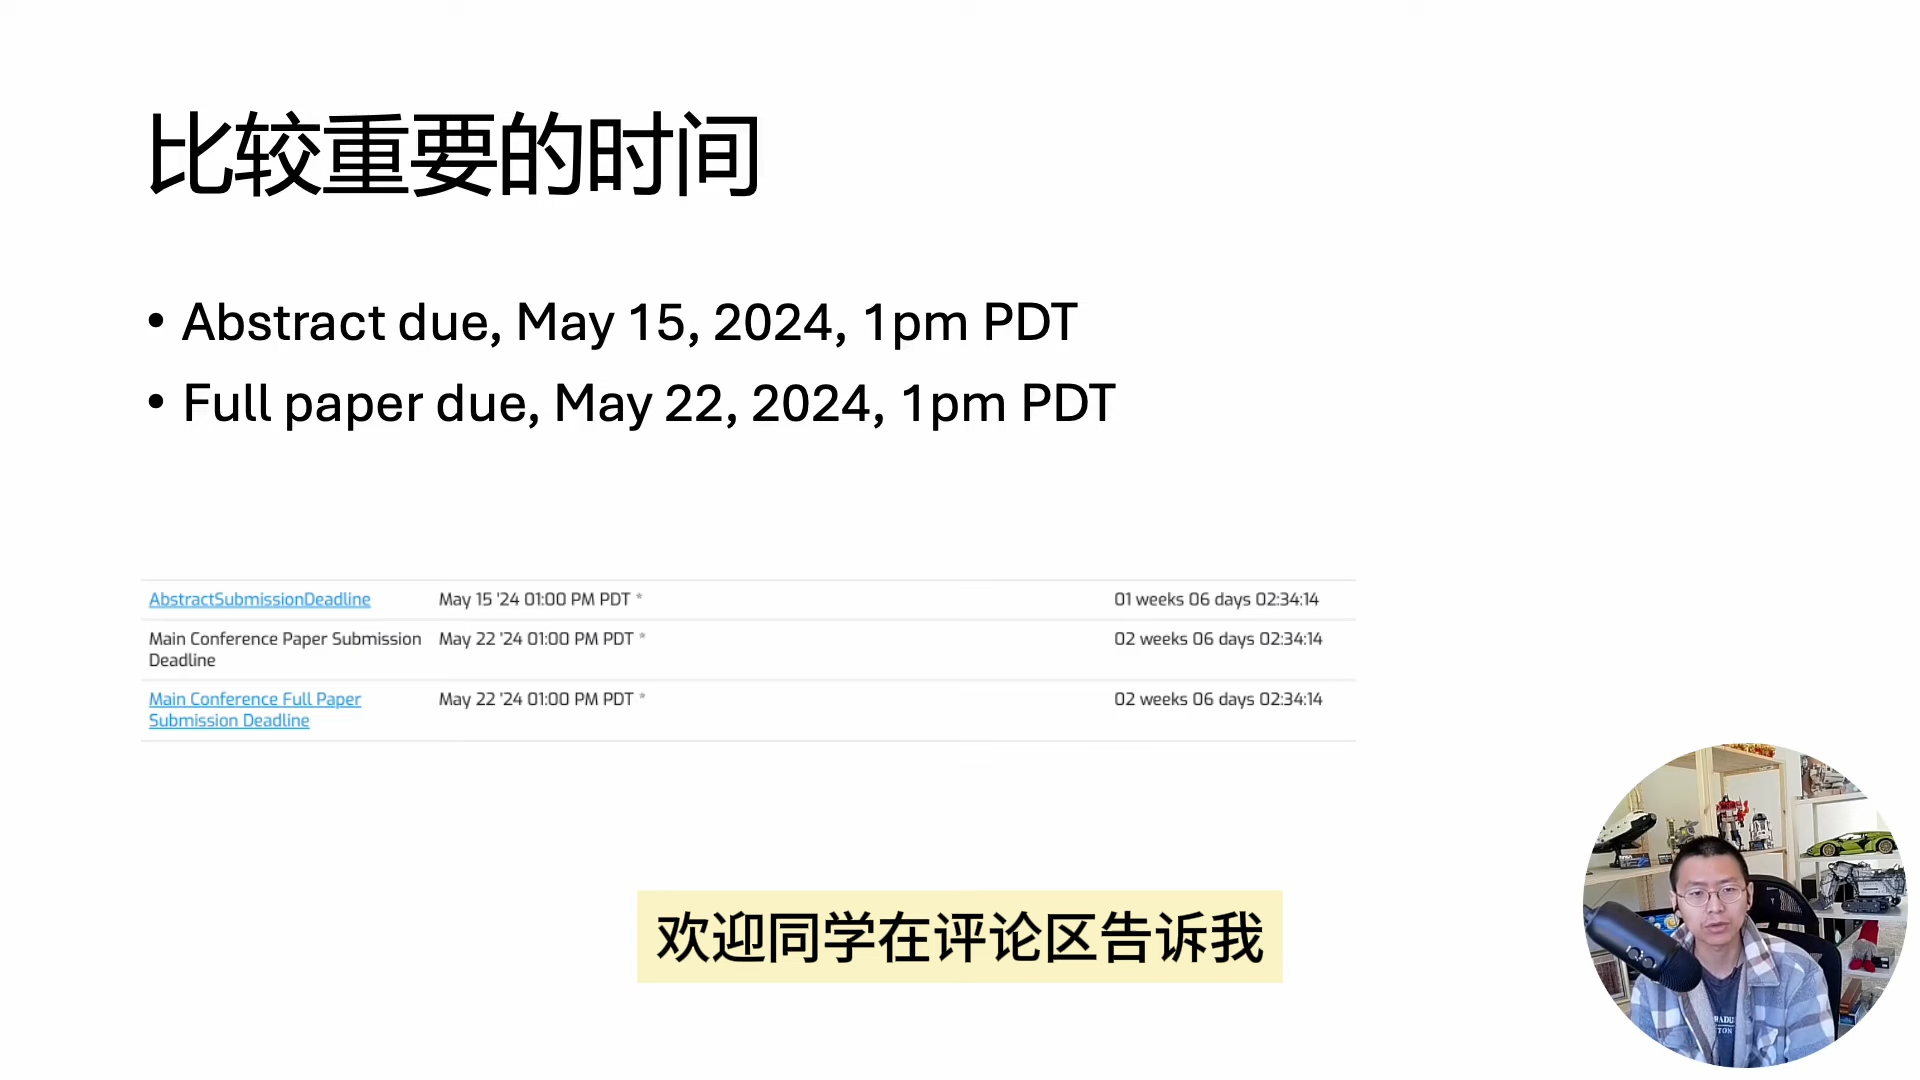 比较重要的时间
• Abstract due, May 15, 2024, 1pm PDT
• Full paper due, May 22, 2024, 1pm PDT
AbstractSubmissionDeadline May 15 '24 01:00 PM PDT * 01 weeks 06 days 02:34:14
Main Conference Paper Submission May 22 '24 01:00 PM PDT * 02 weeks 06 days 02:34:14
Deadline
Main Conference Full Paper May 22 '24 01:00 PM PDT * 02 weeks 06 days 02:34:14
Submission Deadline
欢迎同学在评论区告诉我